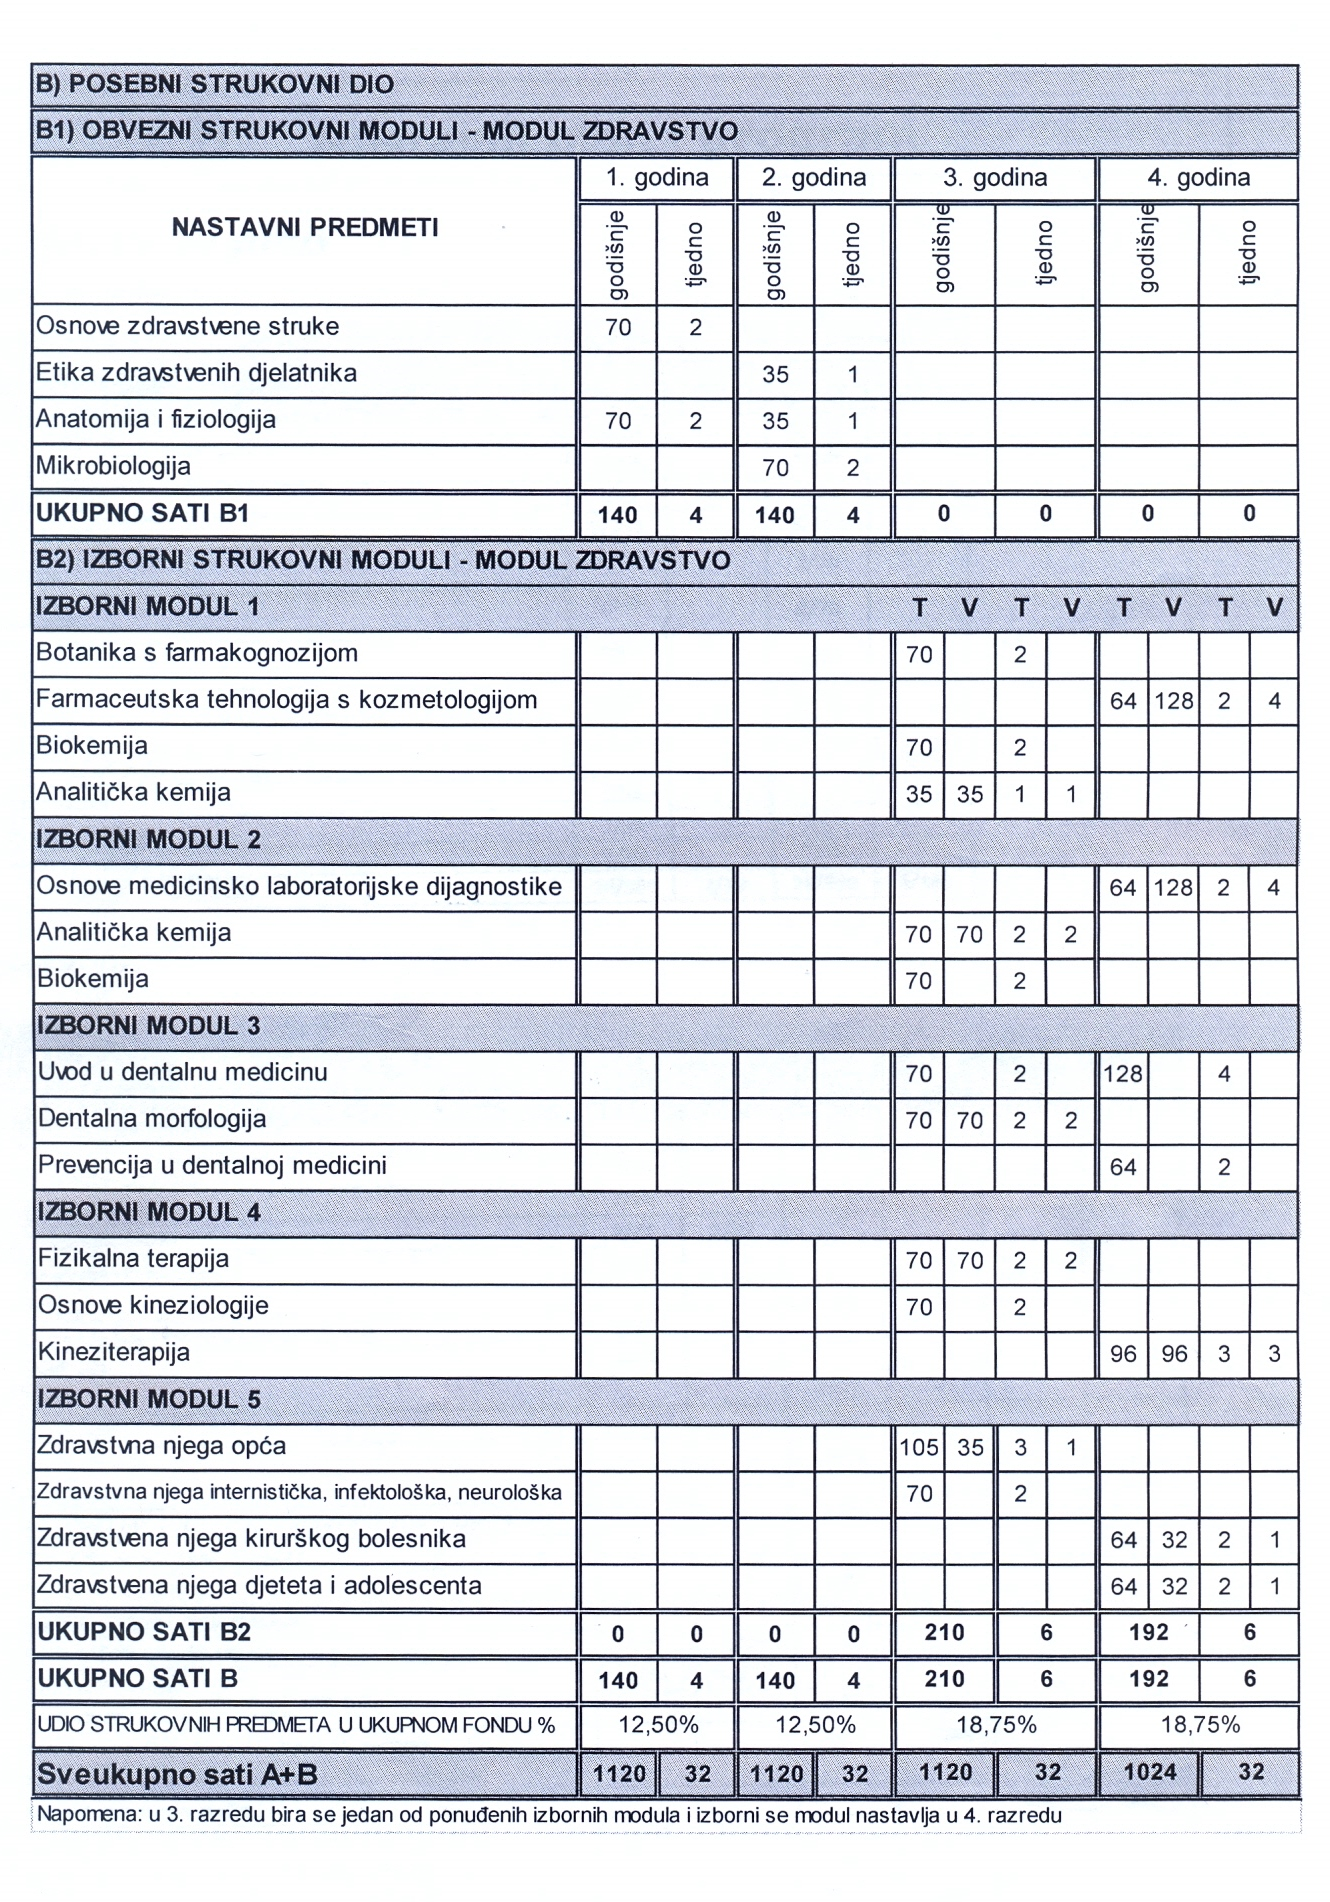 B) POSEBNI STRUKOVNI DIO
B1) OBVEZNI STRUKOVNI MODULI - MODUL ZDRAVSTVO
NASTAVNI PREDMETI 1. godina 2. godina 3. godina 4. godina
godišnje tjedno godišnje tjedno godišnje tjedno godišnje tjedno
Osnove zdravstvene struke 70 2
Etika zdravstvenih djelatnika 35 1
Anatomija i fiziologija 70 2 35 1
Mikrobiologija 70 2
UKUPNO SATI B1 140 4 140 4 0 0 0 0
B2) IZBORNI STRUKOVNI MODULI - MODUL ZDRAVSTVO
IZBORNI MODUL 1 T V T V T V T V
Botanika s farmakognozijom 70 2
Farmaceutska tehnologija s kozmetologijom 64 128 2 4
Biokemija 70 2
Analitička kemija 35 35 1 1
IZBORNI MODUL 2
Osnove medicinsko laboratorijske dijagnostike 64 128 2 4
Analitička kemija 70 70 2 2
Biokemija 70 2
IZBORNI MODUL 3
Uvod u dentalnu medicinu 70 2 128 4
Dentalna morfologija 70 70 2 2
Prevencija u dentalnoj medicini 64 2
IZBORNI MODUL 4
Fizikalna terapija 70 70 2 2
Osnove kineziologije 70 2
Kineziterapija 96 96 3 3
IZBORNI MODUL 5
Zdravstvna njega opća 105 35 3 1
Zdravstvna njega internistička, infektološka, neurološka 70 2
Zdravstvena njega kirurškog bolesnika 64 32 2 1
Zdravstvena njega djeteta i adolescenta 64 32 2 1
UKUPNO SATI B2 0 0 0 0 210 6 192 6
UKUPNO SATI B 140 4 140 4 210 6 192 6
UDIO STRUKOVNIH PREDMETA U UKUPNOM FONDU % 12,50% 12,50% 18,75% 18,75%
Sveukupno sati A+B 1120 32 1120 32 1120 32 1024 32
Napomena: u 3. razredu bira se jedan od ponuđenih izbornih modula i izborni se modul nastavlja u 4. razredu